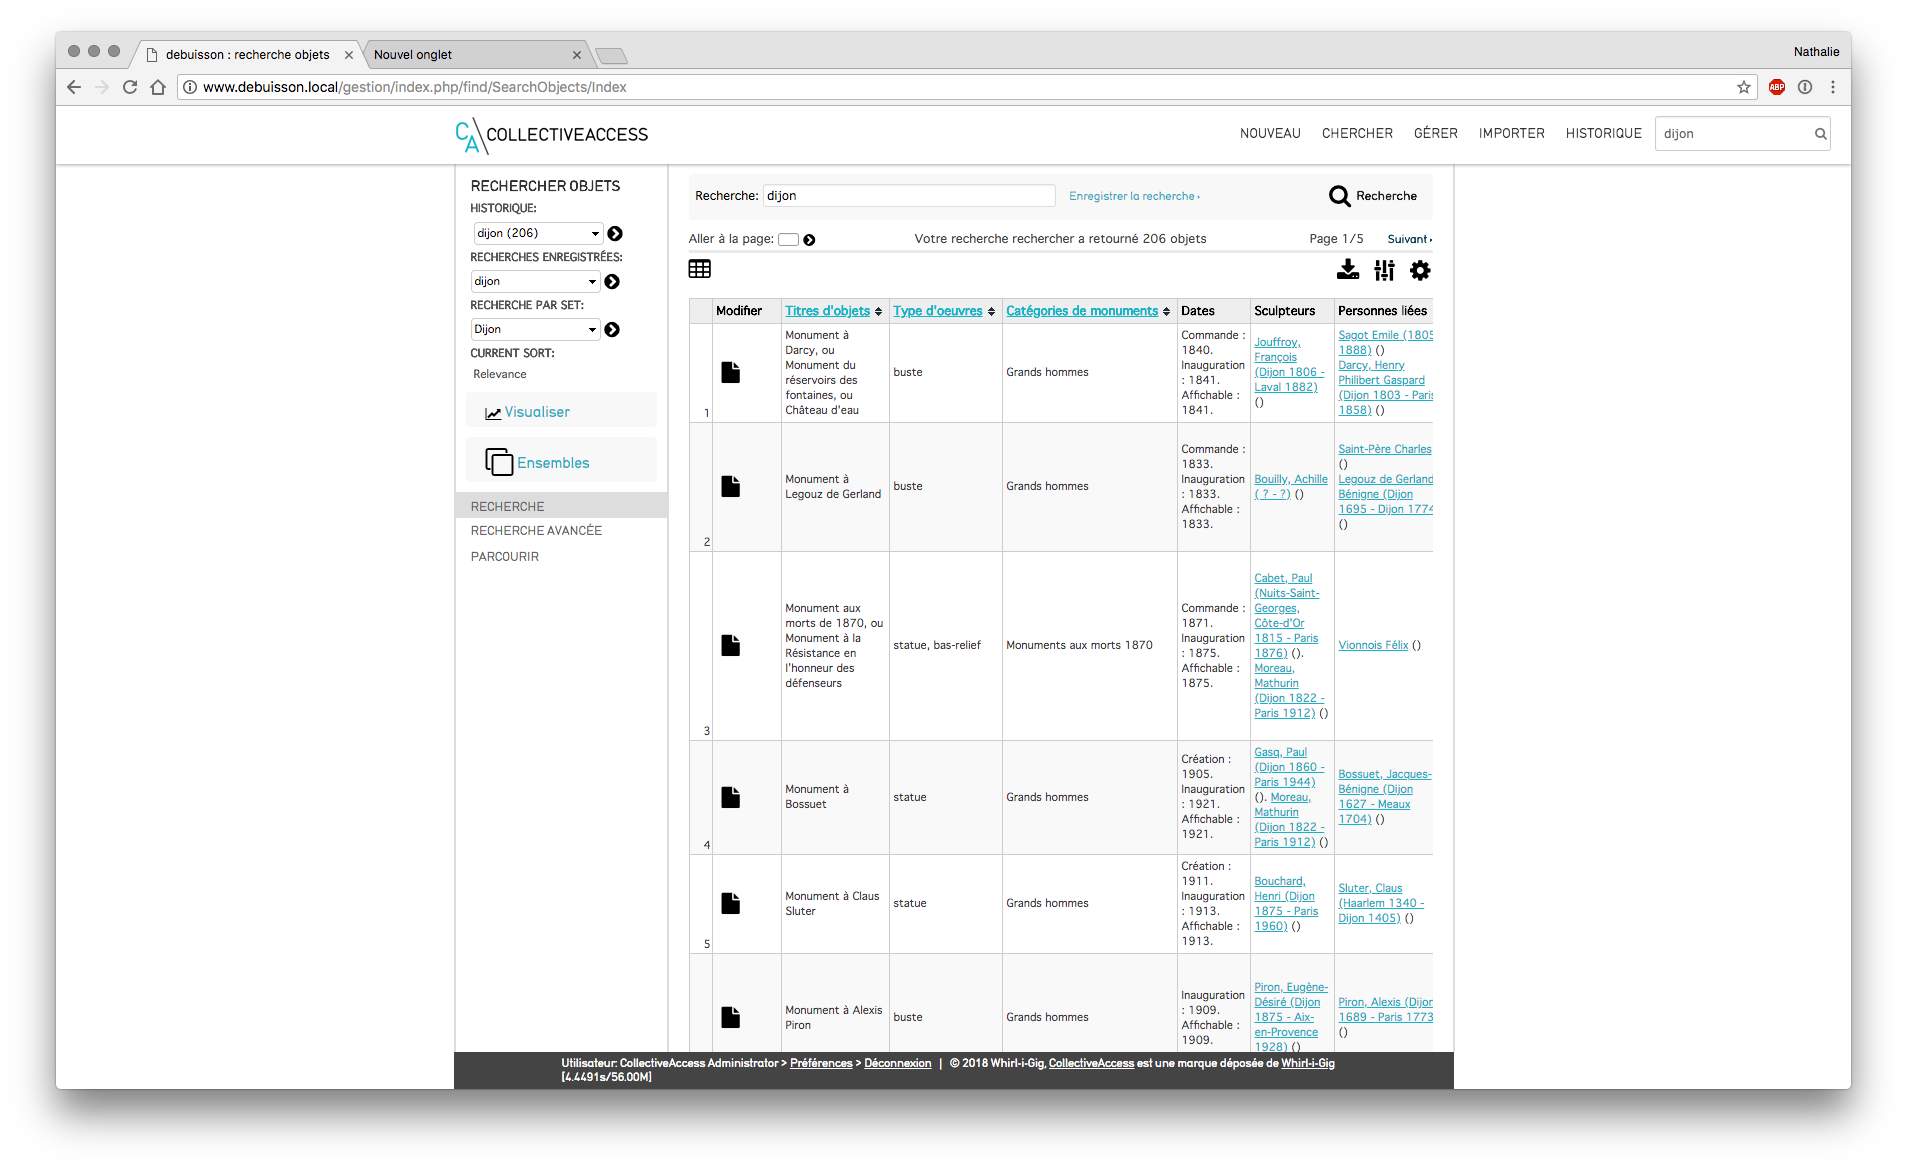 debuisson : recherche objets
Nouvel onglet
Nathalie
www.debuisson.local/gestion/index.php/find/SearchObjects/Index
ABP
CA COLLECTIVEACCESS
NOUVEAU CHERCHER GÉRER IMPORTER HISTORIQUE dijon
RECHERCHER OBJETS
HISTORIQUE:
dijon (206)
RECHERCHES ENREGISTRÉES:
dijon
RECHERCHE PAR SET:
Dijon
CURRENT SORT:
Relevance
Visualiser
Ensembles
RECHERCHE
RECHERCHE AVANCÉE
PARCOURIR
Recherche: dijon Enregistrer la recherche › Recherche
Aller à la page: Votre recherche rechercher a retourné 206 objets Page 1/5 Suivant ›
Modifier Titres d'objets Type d'oeuvres Catégories de monuments Dates Sculpteurs Personnes liées
1
Monument à
Darcy, ou
Monument du
réservoirs des
fontaines, ou
Château d'eau
buste
Grands hommes
Commande :
1840.
Inauguration
: 1841.
Affichable :
1841.
Jouffroy,
François
(Dijon 1806 -
Laval 1882)
()
Sagot Emile (1805
1888) ()
Darcy, Henry
Philibert Gaspard
(Dijon 1803 - Paris
1858) ()
2
Monument à
Legouz de Gerland
buste
Grands hommes
Commande :
1833.
Inauguration
: 1833.
Affichable :
1833.
Bouilly, Achille
( ? - ?) ()
Saint-Père Charles
()
Legouz de Gerland
Bénigne (Dijon
1695 - Dijon 1774
()
3
Monument aux
morts de 1870, ou
Monument à la
Résistance en
l'honneur des
défenseurs
statue, bas-relief
Monuments aux morts 1870
Commande :
1871.
Inauguration
: 1875.
Affichable :
1875.
Cabet, Paul
(Nuits-Saint-
Georges,
Côte-d'Or
1815 - Paris
1876) ().
Moreau,
Mathurin
(Dijon 1822 -
Paris 1912) ()
Vionnois Félix ()
4
Monument à
Bossuet
statue
Grands hommes
Création :
1905.
Inauguration
: 1921.
Affichable :
1921.
Gasq, Paul
(Dijon 1860 -
Paris 1944)
(). Moreau,
Mathurin
(Dijon 1822 -
Paris 1912) ()
Bossuet, Jacques-
Bénigne (Dijon
1627 - Meaux
1704) ()
5
Monument à Claus
Sluter
statue
Grands hommes
Création :
1911.
Inauguration
: 1913.
Affichable :
1913.
Bouchard,
Henri (Dijon
1875 - Paris
1960) ()
Sluter, Claus
(Haarlem 1340 -
Dijon 1405) ()
Monument à Alexis
Piron
buste
Grands hommes
Inauguration
: 1909.
Affichable :
1909.
Piron, Eugène-
Désiré (Dijon
1875 - Aix-
en-Provence
1928) ()
Piron, Alexis (Dijon
1689 - Paris 1773
()
Utilisateur: CollectiveAccess Administrator > Préférences > Déconnexion | © 2018 Whirl-i-Gig, CollectiveAccess est une marque déposée de Whirl-i-Gig
[4.4491s/56.00M]